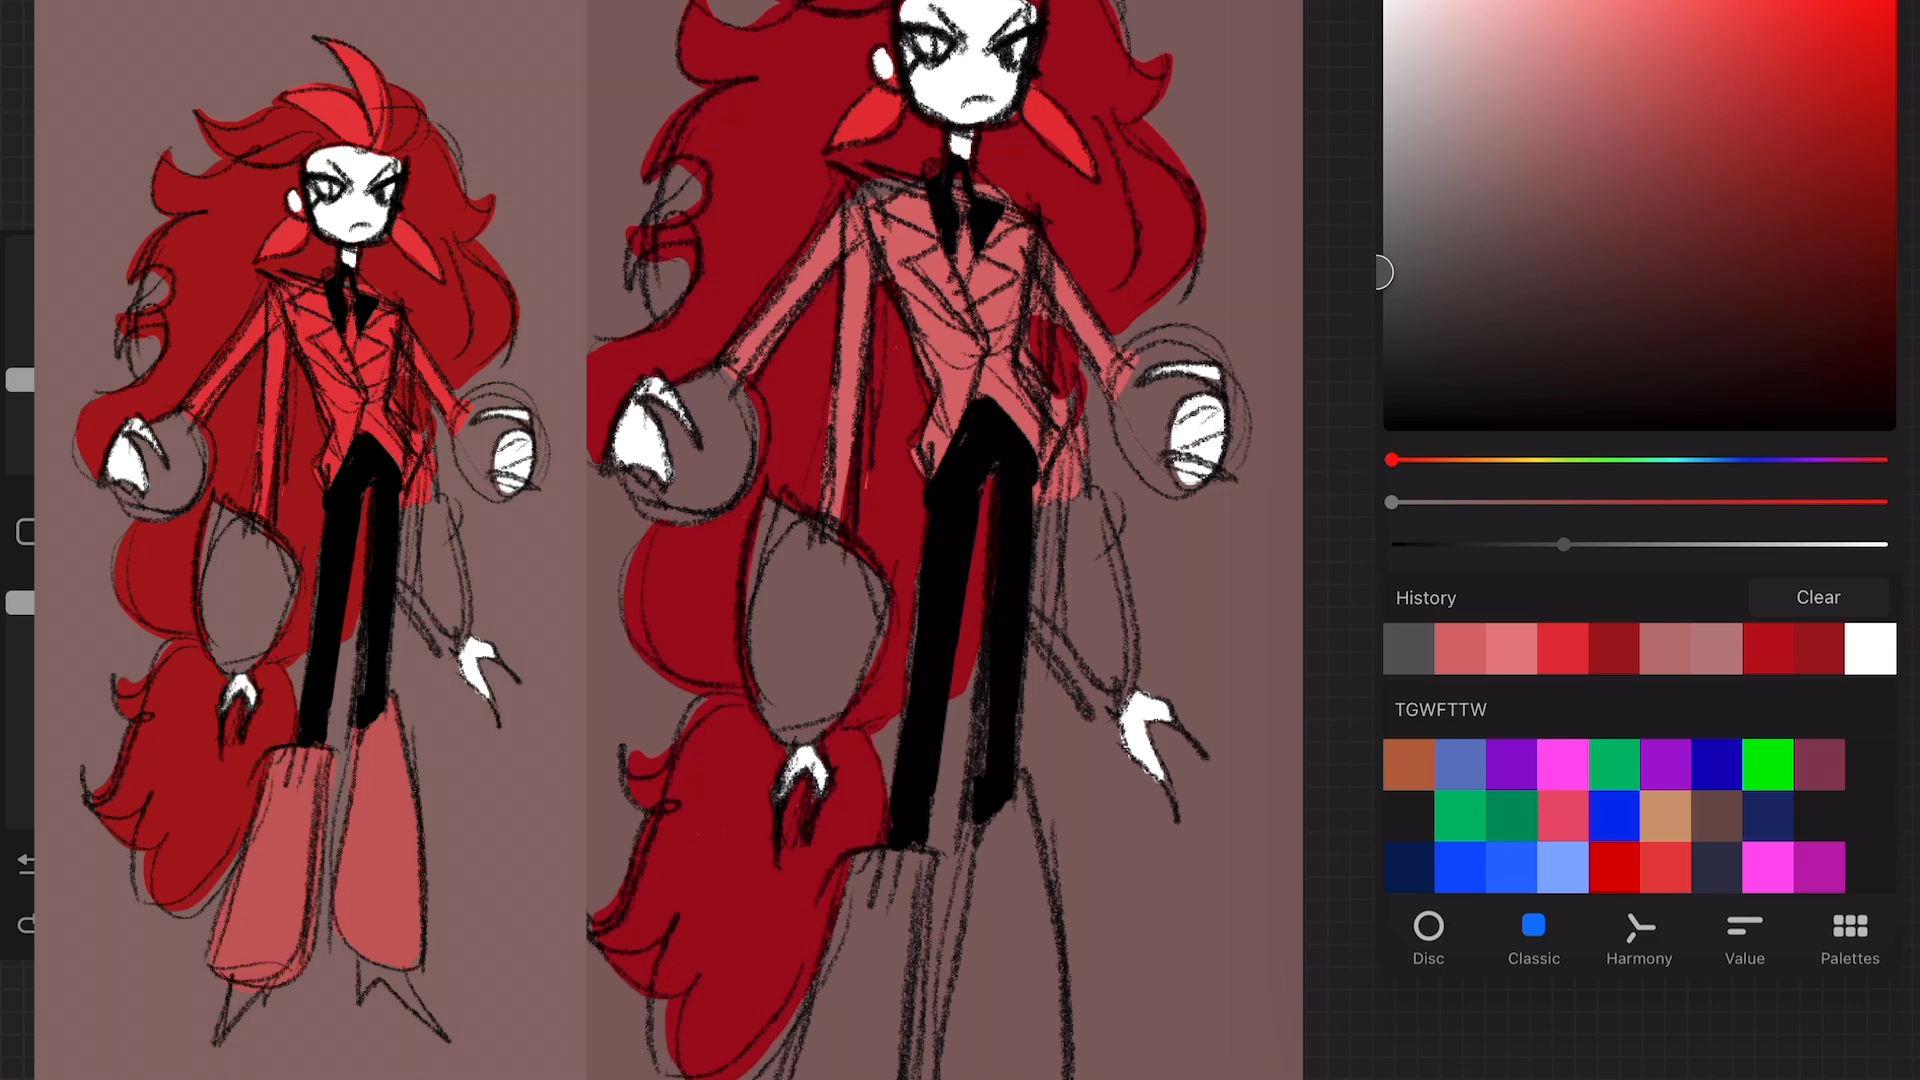 History
Clear
TGWFTTW
Disc
Classic
Harmony
Value
Palettes